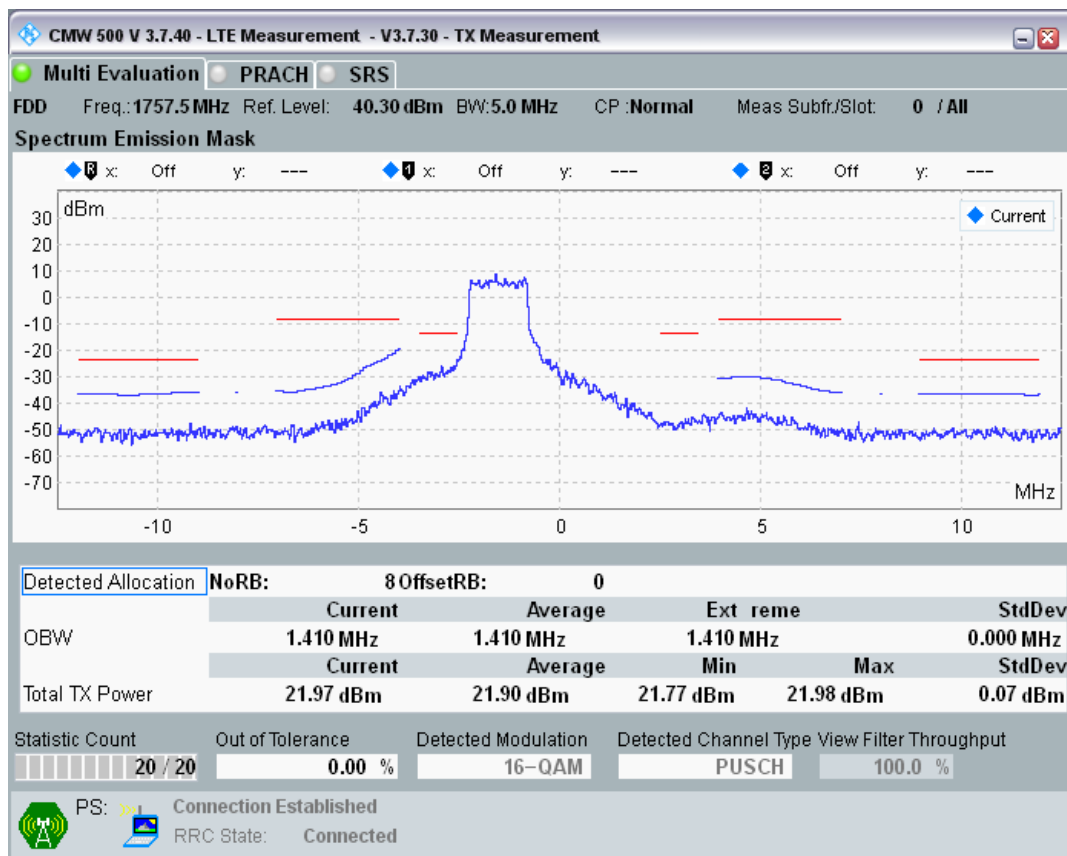 CMW 500 V 3.7.40 - LTE Measurement - V3.7.30 - TX Measurement
Multi Evaluation PRACH SRS
FDD Freq.:1757.5MHz Ref. Level: 40.30 dBm BW:5.0 MHz CP :Normal Meas Subfr./Slot: 0 / All
Spectrum Emission Mask
R x: Off y: --- 1 x: Off y: --- 2 x: Off y: ---
dBm
Current
30
20
10
0
-10
-20
-30
-40
-50
-60
-70
MHz
-10 -5 0 5 10
Detected Allocation NoRB: 8 OffsetRB: 0
Current Average Ext reme StdDev
OBW 1.410 MHz 1.410 MHz 1.410 MHz 0.000 MHz
Current Average Min Max StdDev
Total TX Power 21.97 dBm 21.90 dBm 21.77 dBm 21.98 dBm 0.07 dBm
Statistic Count Out of Tolerance Detected Modulation Detected Channel Type View Filter Throughput
20 / 20 0.00 % 16-QAM PUSCH 100.0 %
PS: Connection Established
RRC State: Connected